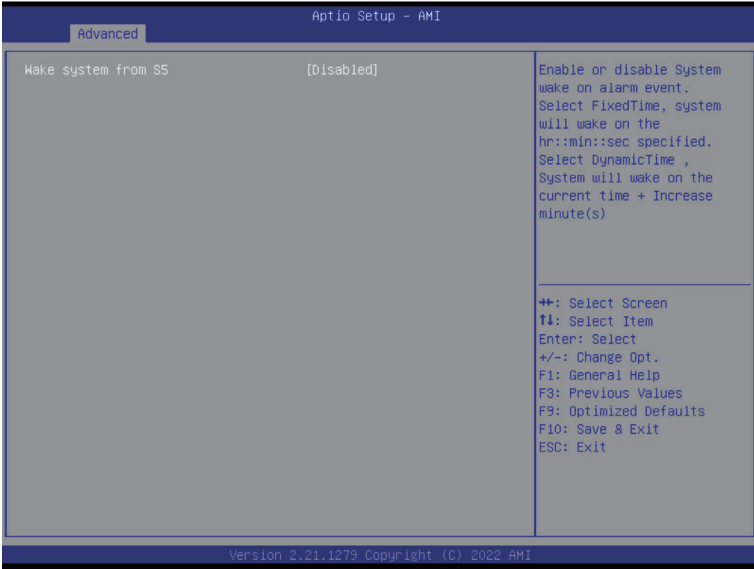 Aptio Setup – AMI
Advanced
Wake system from S5 [Disabled]
Enable or disable System
wake on alarm event.
Select FixedTime, system
will wake on the
hr::min::sec specified.
Select DynamicTime ,
System will wake on the
current time + Increase
minute(s)
→←: Select Screen
↑↓: Select Item
Enter: Select
+/-: Change Opt.
F1: General Help
F3: Previous Values
F9: Optimized Defaults
F10: Save & Exit
ESC: Exit
Version 2.21.1279 Copyright (C) 2022 AMI